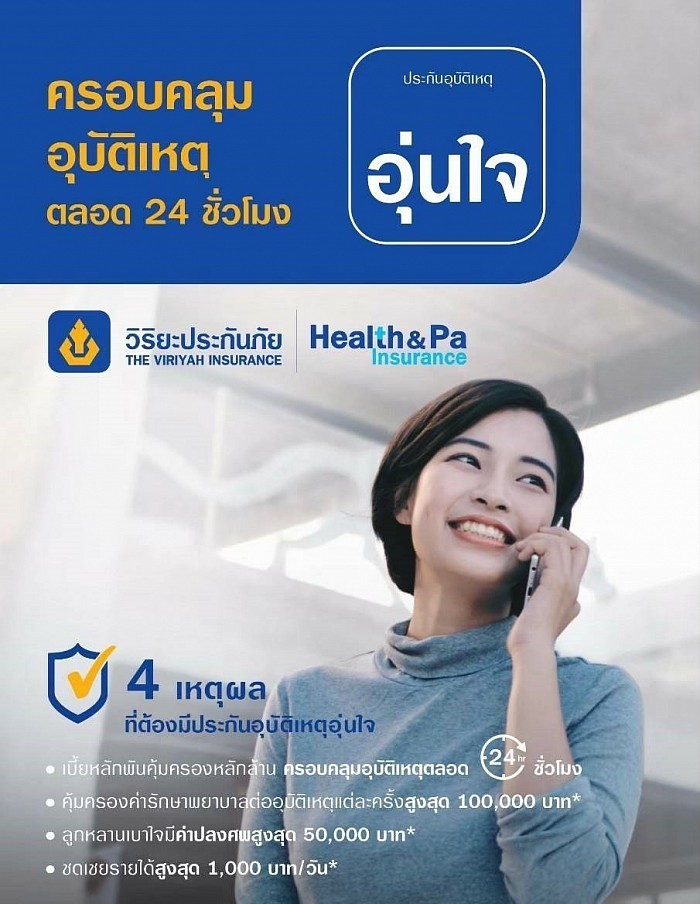 ครอบคลุม
อุบัติเหตุ
ตลอด 24 ชั่วโมง
ประกันอุบัติเหตุ
อุ่นใจ
วิริยะประกันภัย
THE VIRIYAH INSURANCE
Health&Pa
Insurance
4 เหตุผล
ที่ต้องมีประกันอุบัติเหตุอุ่นใจ
• เบี้ยหลักพันคุ้มครองหลักล้าน ครอบคลุมอุบัติเหตุตลอด 24hr ชั่วโมง
• คุ้มครองค่ารักษาพยาบาลต่ออุบัติเหตุแต่ละครั้งสูงสุด 100,000 บาท*
• ลูกหลานเบาใจมีค่าปลงศพสูงสุด 50,000 บาท*
• ชดเชยรายได้สูงสุด 1,000 บาท/วัน*